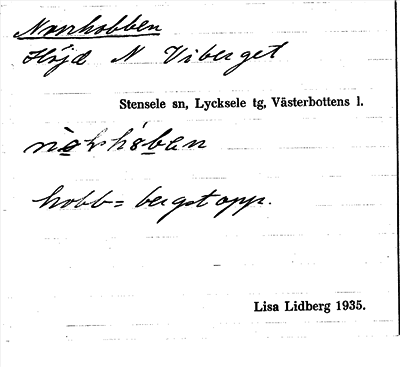 Norrhobben
Höjd N Viberget
Stensele sn, Lycksele tg, Västerbottens l.
hobb = bergstopp.
Lisa Lidberg 1935.